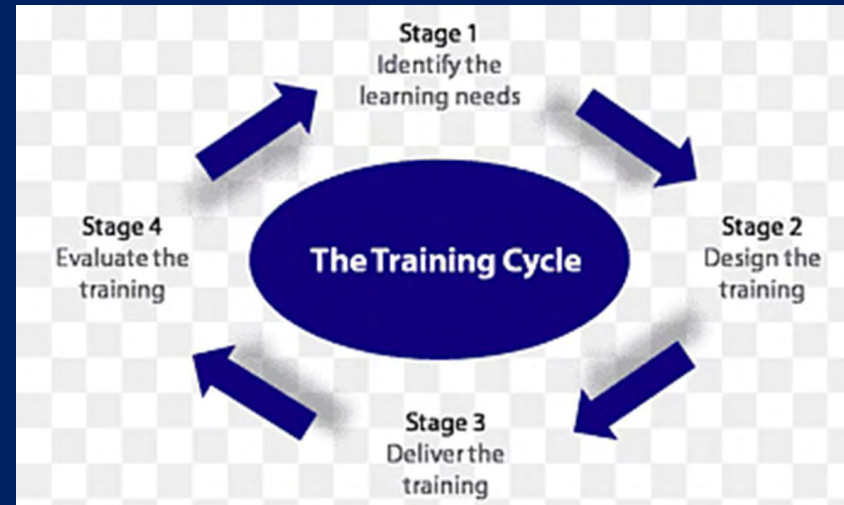 Stage 1
Identify the
learning needs
Stage 2
Design the
training
Stage 3
Deliver the
training
Stage 4
Evaluate the
training
The Training Cycle